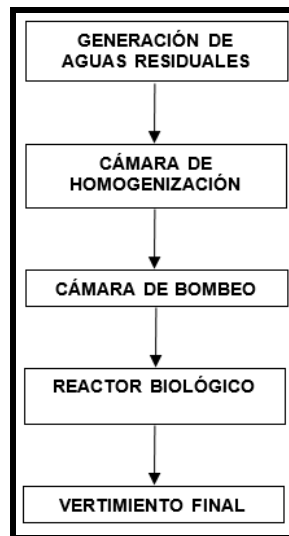 GENERACIÓN DE
AGUAS RESIDUALES
CÁMARA DE
HOMOGENIZACIÓN
CÁMARA DE BOMBEO
REACTOR BIOLÓGICO
VERTIMIENTO FINAL